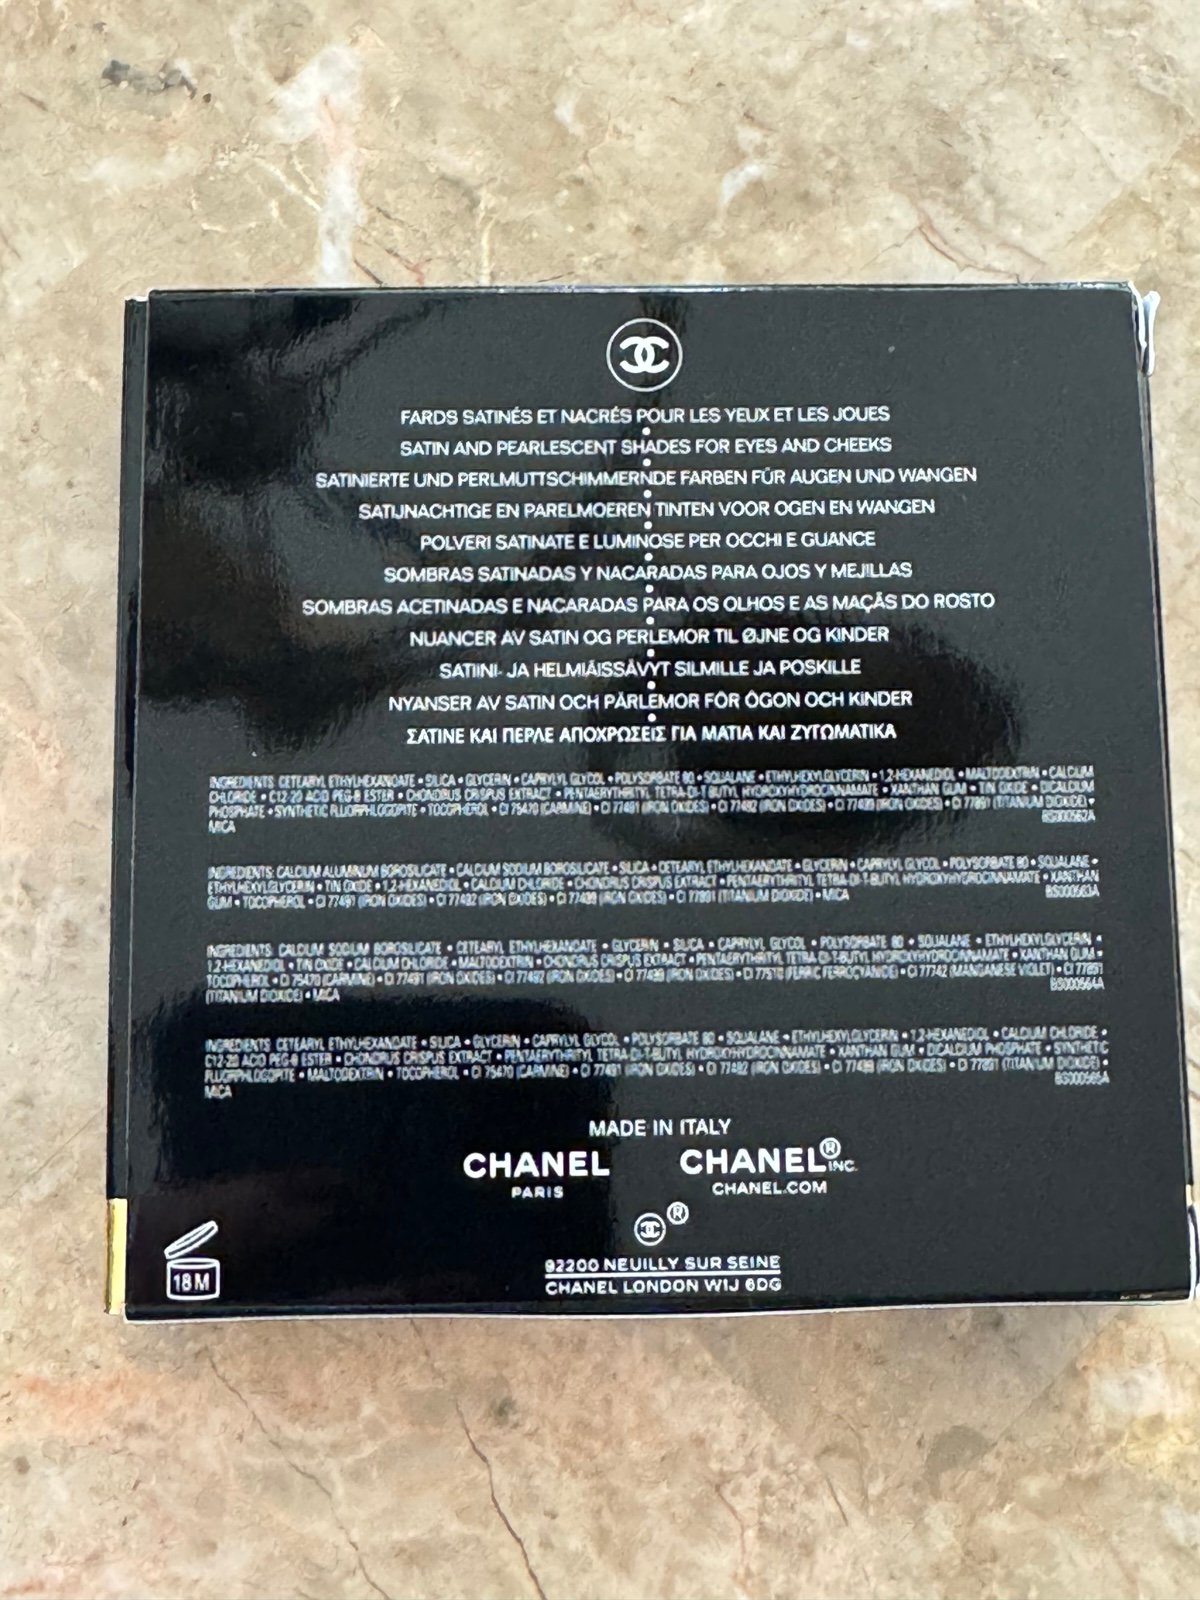 FARDS SATINÉS ET NACRÉS POUR LES YEUX ET LES JOUES
SATIN AND PEARLESCENT SHADES FOR EYES AND CHEEKS
SATINIERTE UND PERLMUTTSCHIMMERNDE FARBEN FÜR AUGEN UND WANGEN
SATIJNACHTIGE EN PARELMOEREN TINTEN VOOR OGEN EN WANGEN
POLVERI SATINATE E LUMINOSE PER OCCHI E GUANCE
SOMBRAS SATINADAS Y NACARADAS PARA OJOS Y MEJILLAS
SOMBRAS ACETINADAS E NACARADAS PARA OS OLHOS E AS MAÇÃS DO ROSTO
NUANCER AV SATIN OG PERLEMOR TIL ØJNE OG KINDER
SATIINI- JA HELMIÄISSÄVYT SILMILLE JA POSKILLE
NYANSER AV SATIN OCH PÄRLEMOR FÖR ÖGON OCH KINDER
ΣΑΤΙΝΕ ΚΑΙ ΠΕΡΛΕ ΑΠΟΧΡΩΣΕΙΣ ΓΙΑ ΜΑΤΙΑ ΚΑΙ ΖΥΓΩΜΑΤΙΚΑ
INGREDIENTS: CETEARYL ETHYLHEXANOATE • SILICA • GLYCERIN • CAPRYLYL GLYCOL • POLYSORBATE 80 • SQUALANE • ETHYLHEXYLGLYCERIN • 1,2-HEXANEDIOL • MALTODEXTRIN • CALCIUM
CHLORIDE • C12-20 ACID PEG-8 ESTER • CHONDRUS CRISPUS EXTRACT • PENTAERYTHRITYL TETRA-DI-T-BUTYL HYDROXYHYDROCINNAMATE • XANTHAN GUM • TIN OXIDE • DICALCIUM
PHOSPHATE • SYNTHETIC FLUORPHLOGOPITE • TOCOPHEROL • CI 75470 (CARMINE) • CI 77491 (IRON OXIDES) • CI 77492 (IRON OXIDES) • CI 77499 (IRON OXIDES) • CI 77891 (TITANIUM DIOXIDE) •
MICA BS000562A
INGREDIENTS: CALCIUM ALUMINUM BOROSILICATE • CALCIUM SODIUM BOROSILICATE • SILICA • CETEARYL ETHYLHEXANOATE • GLYCERIN • CAPRYLYL GLYCOL • POLYSORBATE 80 • SQUALANE •
ETHYLHEXYLGLYCERIN • TIN OXIDE • 1,2-HEXANEDIOL • CALCIUM CHLORIDE • CHONDRUS CRISPUS EXTRACT • PENTAERYTHRITYL TETRA-DI-T-BUTYL HYDROXYHYDROCINNAMATE • XANTHAN
GUM • TOCOPHEROL • CI 77491 (IRON OXIDES) • CI 77492 (IRON OXIDES) • CI 77499 (IRON OXIDES) • CI 77891 (TITANIUM DIOXIDE) • MICA BS000563A
INGREDIENTS: CALCIUM SODIUM BOROSILICATE • CETEARYL ETHYLHEXANOATE • GLYCERIN • SILICA • CAPRYLYL GLYCOL • POLYSORBATE 80 • SQUALANE • ETHYLHEXYLGLYCERIN •
1,2-HEXANEDIOL • TIN OXIDE • CALCIUM CHLORIDE • MALTODEXTRIN • CHONDRUS CRISPUS EXTRACT • PENTAERYTHRITYL TETRA DI-T-BUTYL HYDROXYHYDROCINNAMATE • XANTHAN GUM •
TOCOPHEROL • CI 75470 (CARMINE) • CI 77491 (IRON OXIDES) • CI 77492 (IRON OXIDES) • CI 77499 (IRON OXIDES) • CI 77510 (FERRIC FERROCYANIDE) • CI 77742 (MANGANESE VIOLET) • CI 77891
(TITANIUM DIOXIDE) • MICA BS000564A
INGREDIENTS: CETEARYL ETHYLHEXANOATE • SILICA • GLYCERIN • CAPRYLYL GLYCOL • POLYSORBATE 80 • SQUALANE • ETHYLHEXYLGLYCERIN • 1,2-HEXANEDIOL • CALCIUM CHLORIDE •
C12-20 ACID PEG-8 ESTER • CHONDRUS CRISPUS EXTRACT • PENTAERYTHRITYL TETRA-DI-T-BUTYL HYDROXYHYDROCINNAMATE • XANTHAN GUM • DICALCIUM PHOSPHATE • SYNTHETIC
FLUORPHLOGOPITE • MALTODEXTRIN • TOCOPHEROL • CI 75470 (CARMINE) • CI 77491 (IRON OXIDES) • CI 77492 (IRON OXIDES) • CI 77499 (IRON OXIDES) • CI 77891 (TITANIUM DIOXIDE) •
MICA BS000565A
MADE IN ITALY
CHANEL CHANEL® INC.
PARIS CHANEL.COM
®
18M
92200 NEUILLY SUR SEINE
CHANEL LONDON W1J 6DG